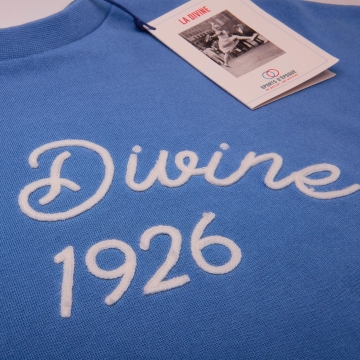 LA DIVINE
SPORTS D'ÉPOQUE
Divine
1926